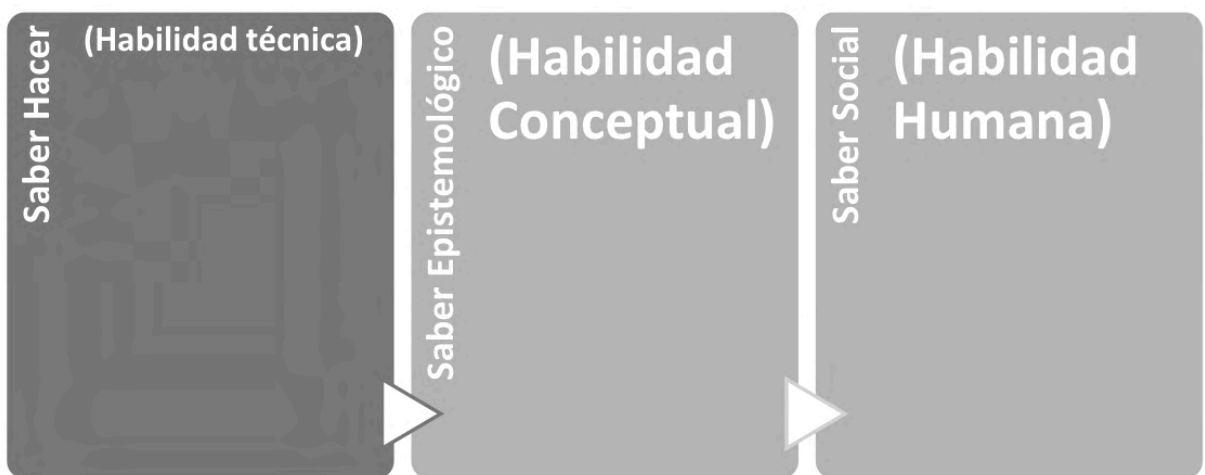 Saber Hacer
(Habilidad técnica)
Saber Epistemológico
(Habilidad
Conceptual)
Saber Social
(Habilidad
Humana)